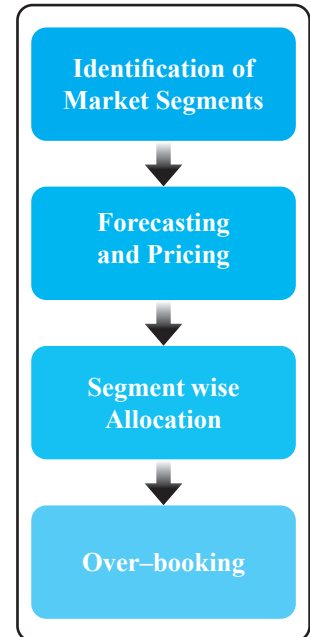 Identification of
Market Segments
Forecasting
and Pricing
Segment wise
Allocation
Over–booking